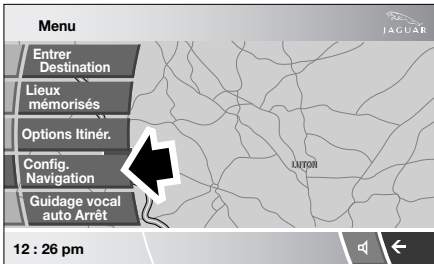 Menu
JAGUAR
Entrer
Destination
Lieux
mémorisés
Options Itinér.
Config.
Navigation
Guidage vocal
auto Arrêt
LUTON
12 : 26 pm